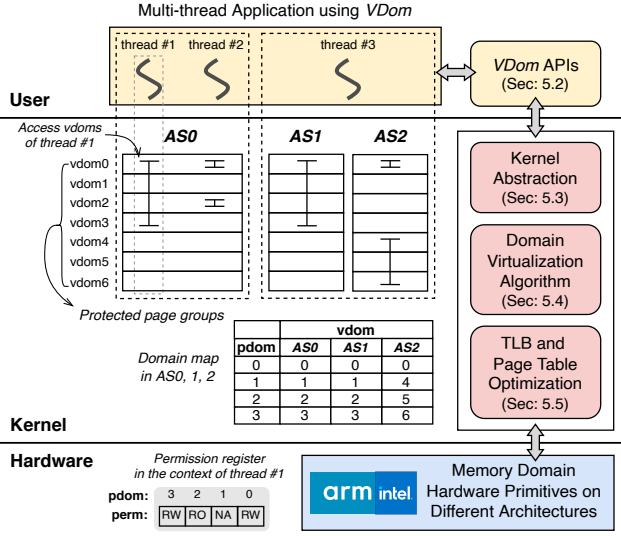 Multi-thread Application using VDom
thread #1
thread #2
thread #3
VDom APIs
(Sec: 5.2)
User
Access vdoms
of thread #1
AS0
AS1
AS2
vdom0
vdom1
vdom2
vdom3
vdom4
vdom5
vdom6
Protected page groups
Kernel
Abstraction
(Sec: 5.3)
Domain
Virtualization
Algorithm
(Sec: 5.4)
TLB and
Page Table
Optimization
(Sec: 5.5)
Domain map
in AS0, 1, 2
vdom
pdom AS0 AS1 AS2
0 0 0 0
1 1 1 4
2 2 2 5
3 3 3 6
Kernel
Hardware
Permission register
in the context of thread #1
pdom: 3 2 1 0
perm: RW RO NA RW
arm intel
Memory Domain
Hardware Primitives on
Different Architectures